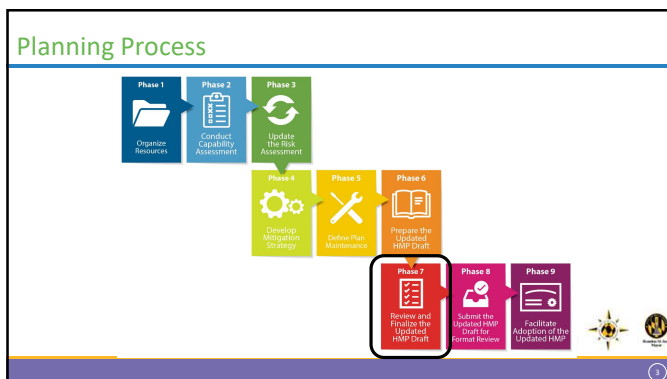 Planning Process
Phase 1
Organize
Resources
Phase 2
Conduct
Capability
Assessment
Phase 3
Update
the Risk
Assessment
Phase 4
Develop
Mitigation
Strategy
Phase 5
Define Plan
Maintenance
Phase 6
Prepare the
Updated
HMP Draft
Phase 7
Review and
Finalize the
Updated
HMP Draft
Phase 8
Submit the
Updated HMP
Draft for
Format Review
Phase 9
Facilitate
Adoption of the
Updated HMP
3